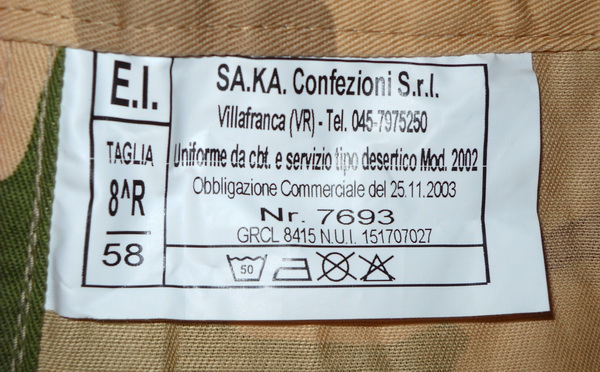 E.I.
TAGLIA
8^R
58
SA.KA. Confezioni S.r.l.
Villafranca (VR) - Tel. 045-7975250
Uniforme da cbt. e servizio tipo desertico Mod. 2002
Obbligazione Commerciale del 25.11.2003
Nr. 7693
GRCL 8415 N.U.I. 151707027
50